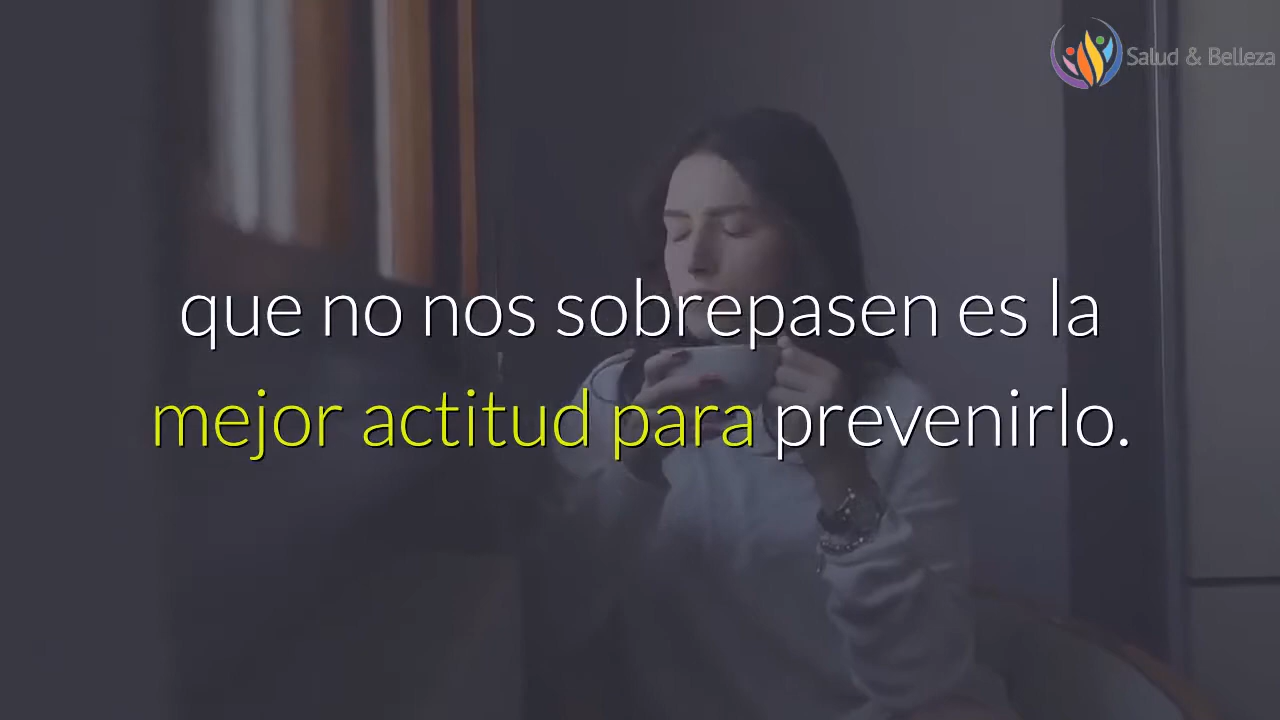 Salud & Belleza
que no nos sobrepasen es la
mejor actitud para prevenirlo.